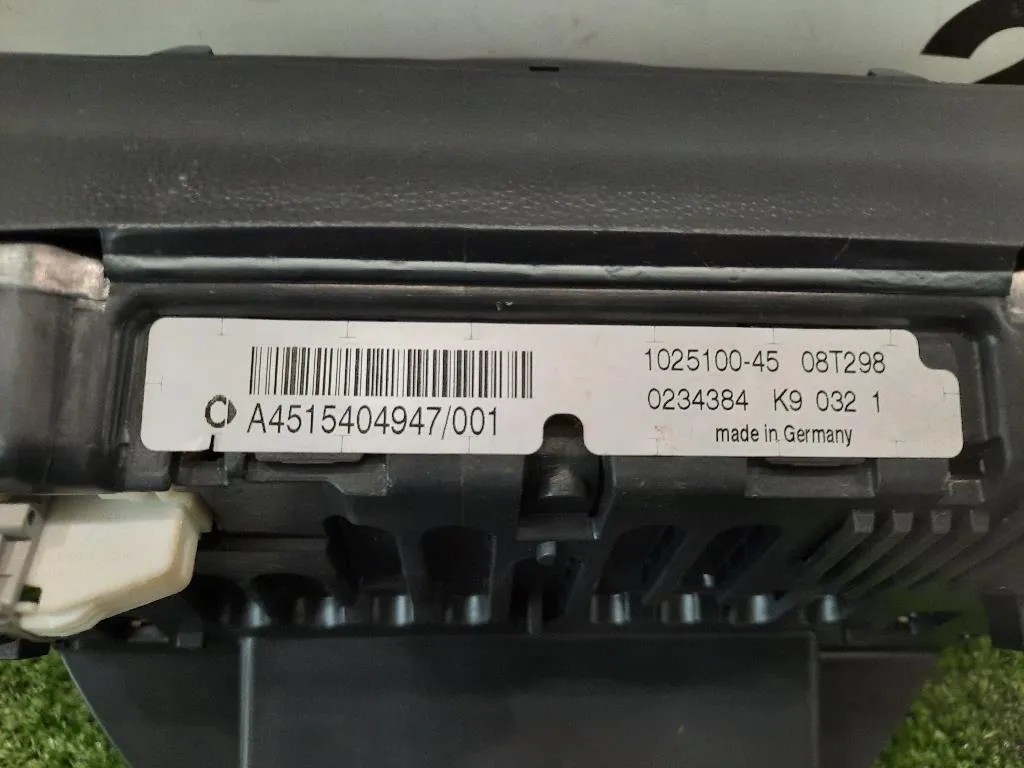 A4515404947/001
1025100-45 08T298
0234384 K9 032 1
made in Germany